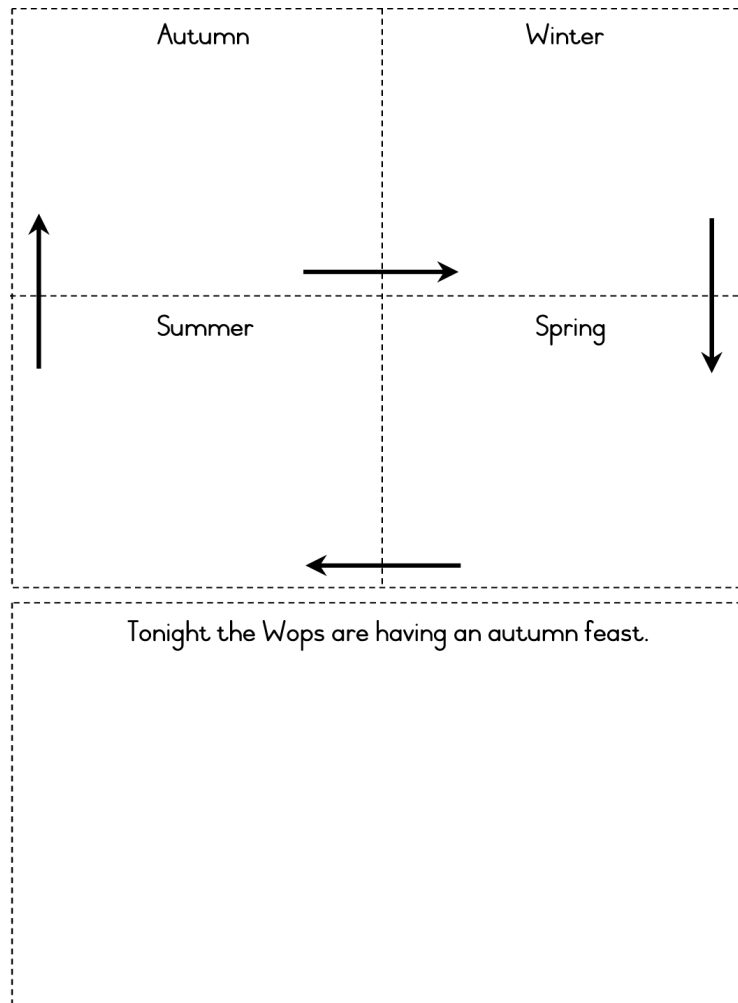 Autumn
Winter
Summer
Spring
Tonight the Wops are having an autumn feast.